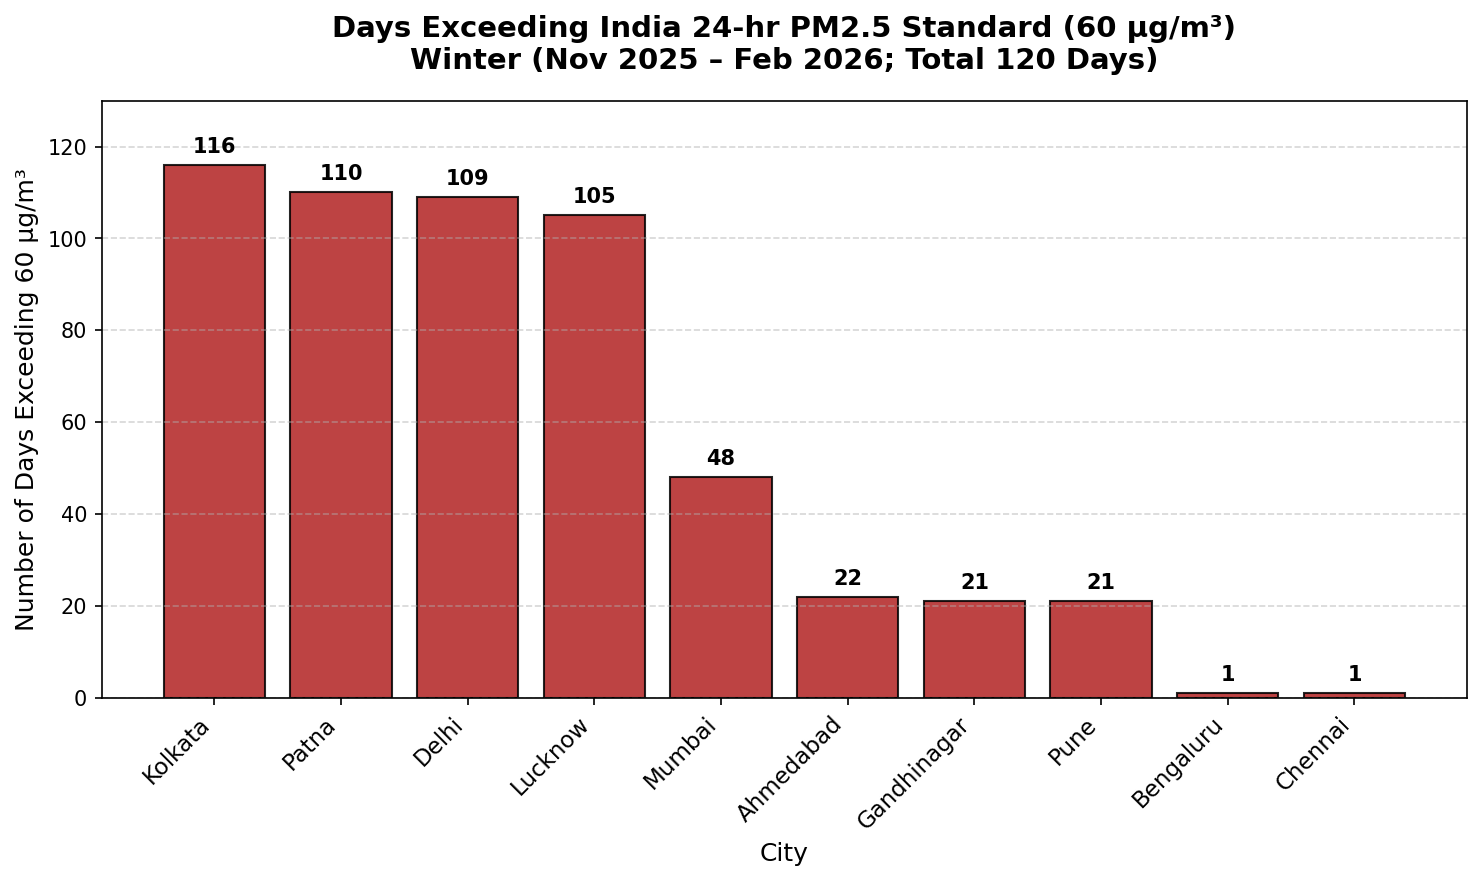 Days Exceeding India 24-hr PM2.5 Standard (60 µg/m³)
Winter (Nov 2025 – Feb 2026; Total 120 Days)
Number of Days Exceeding 60 µg/m³
120
100
80
60
40
20
0
116
110
109
105
48
22
21
21
1
1
Kolkata
Patna
Delhi
Lucknow
Mumbai
Ahmedabad
Gandhinagar
Pune
Bengaluru
Chennai
City